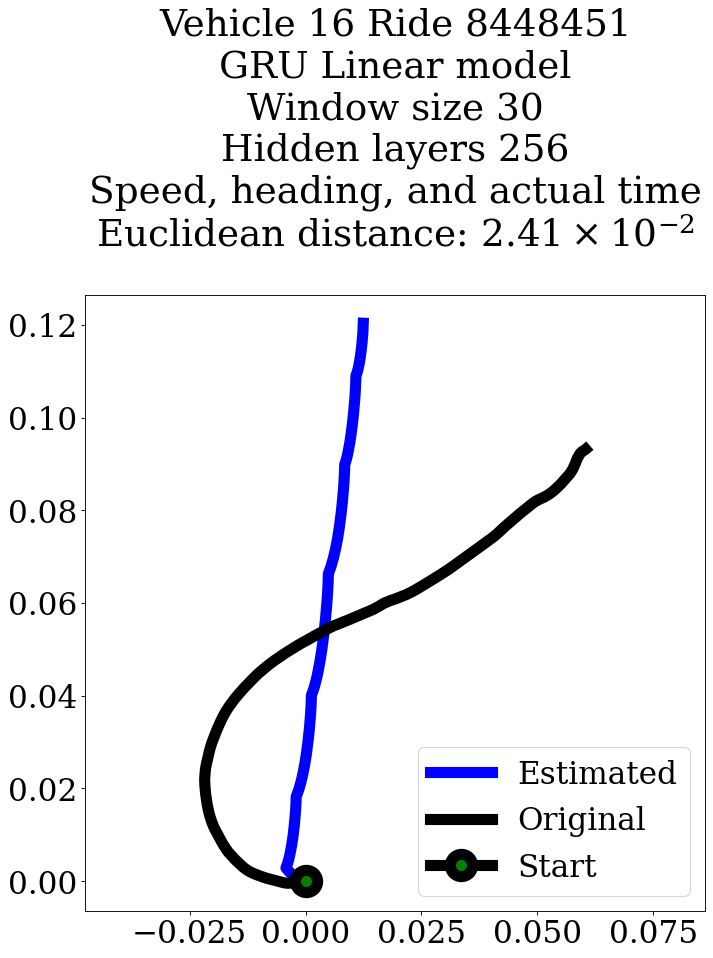 Vehicle 16 Ride 8448451
GRU Linear model
Window size 30
Hidden layers 256
Speed, heading, and actual time
Euclidean distance: 2.41 × 10⁻²
0.12
0.10
0.08
0.06
0.04
0.02
0.00
Estimated
Original
Start
−0.025 0.000 0.025 0.050 0.075